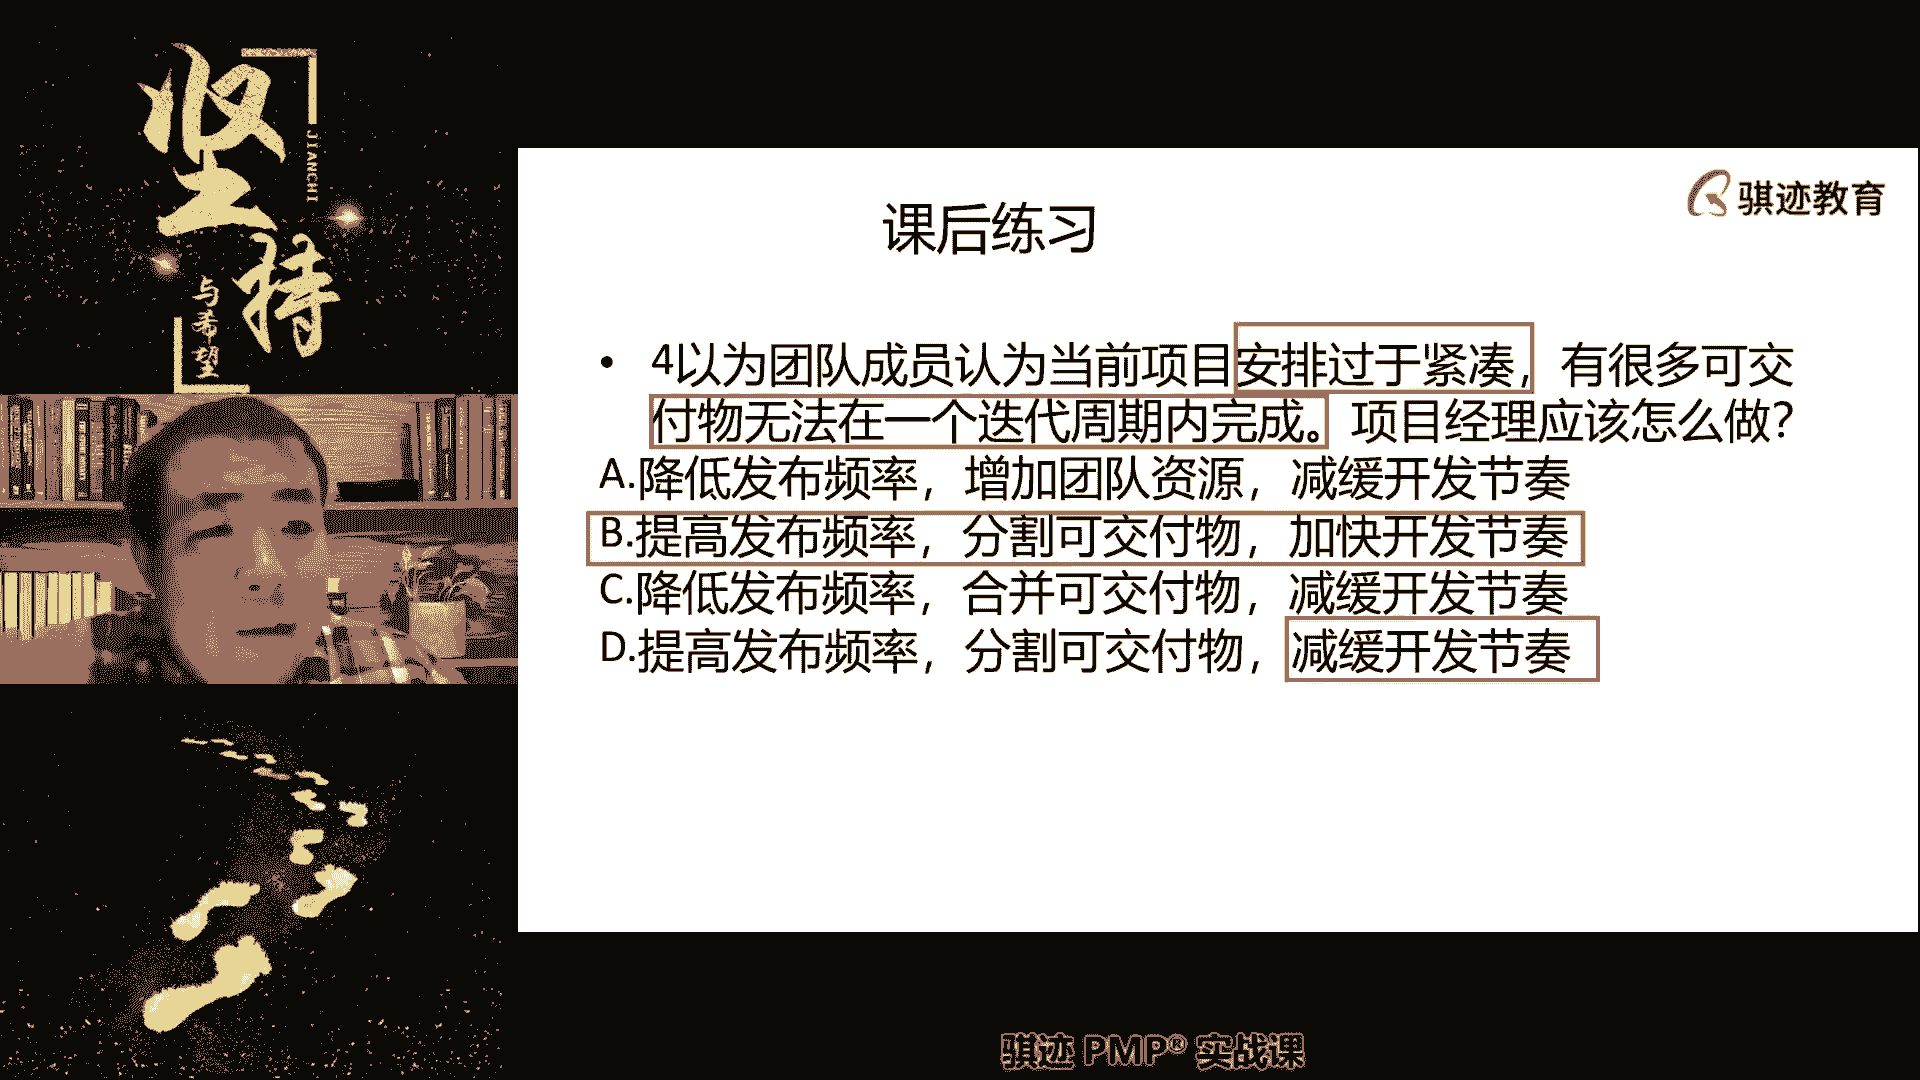 坚持
JIANCHI
与希望
骐迹教育
课后练习
• 4以为团队成员认为当前项目安排过于紧凑，有很多可交
付物无法在一个迭代周期内完成。项目经理应该怎么做？
A.降低发布频率，增加团队资源，减缓开发节奏
B.提高发布频率，分割可交付物，加快开发节奏
C.降低发布频率，合并可交付物，减缓开发节奏
D.提高发布频率，分割可交付物，减缓开发节奏
骐迹 PMP® 实战课